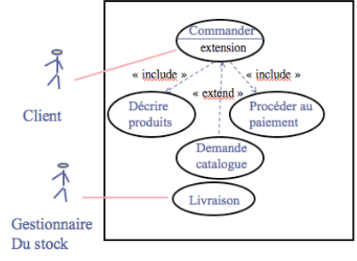 Commander
extension
« include »
« include »
« extend »
Client
Décrire
produits
Procéder au
paiement
Demande
catalogue
Livraison
Gestionnaire
Du stock